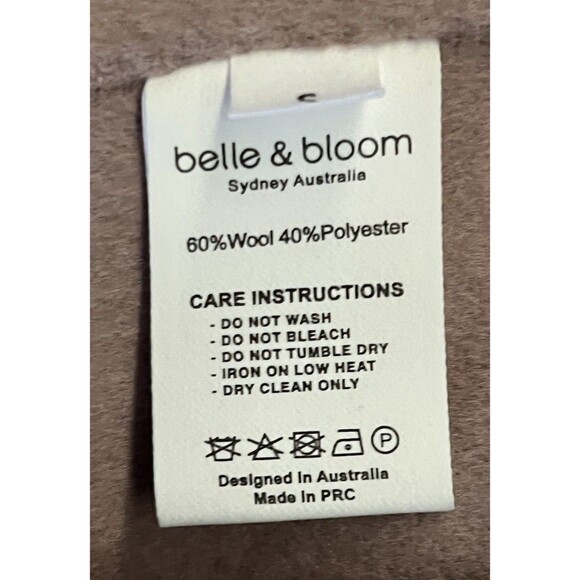 belle & bloom
Sydney Australia
60%Wool 40%Polyester
CARE INSTRUCTIONS
- DO NOT WASH
- DO NOT BLEACH
- DO NOT TUMBLE DRY
- IRON ON LOW HEAT
- DRY CLEAN ONLY
P
Designed in Australia
Made in PRC